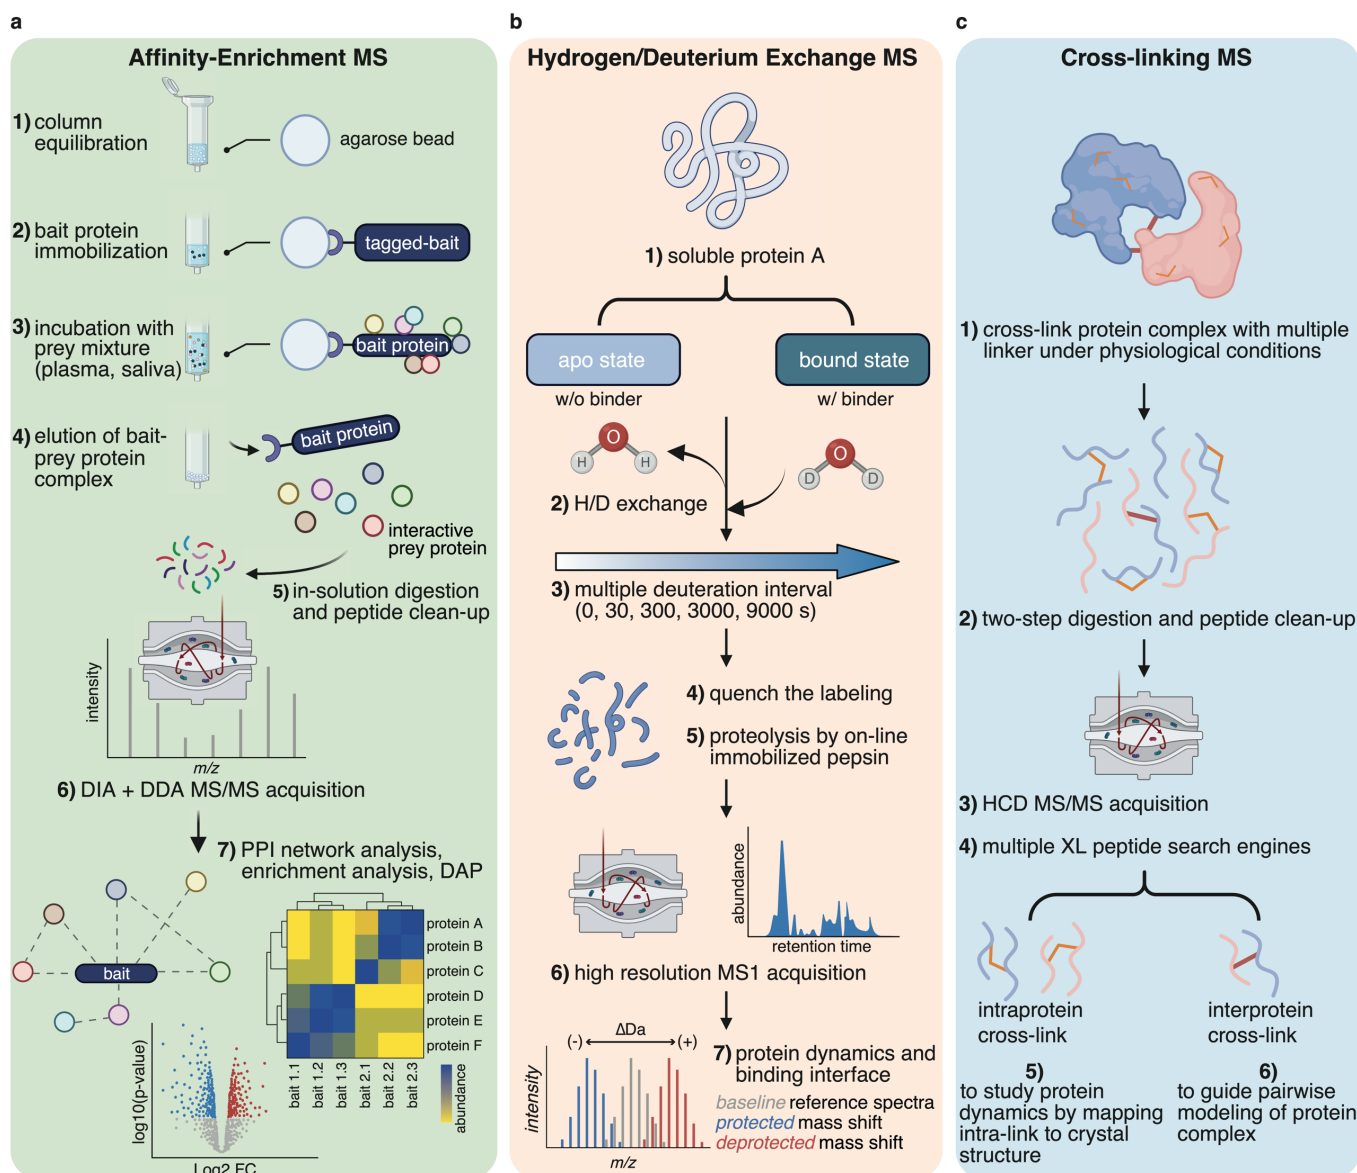 a
Affinity-Enrichment MS
1) column
equilibration
agarose bead
2) bait protein
immobilization
tagged-bait
3) incubation with
prey mixture
(plasma, saliva)
bait protein
4) elution of bait-
prey protein
complex
bait protein
interactive
prey protein
5) in-solution digestion
and peptide clean-up
intensity
m/z
6) DIA + DDA MS/MS acquisition
7) PPI network analysis,
enrichment analysis, DAP
bait
protein A
protein B
protein C
protein D
protein E
protein F
bait 1.1
bait 1.2
bait 1.3
bait 2.1
bait 2.2
bait 2.3
abundance
log10(p-value)
Log2 FC
b
Hydrogen/Deuterium Exchange MS
1) soluble protein A
apo state
bound state
w/o binder
w/ binder
O
H
H
O
D
D
2) H/D exchange
3) multiple deuteration interval
(0, 30, 300, 3000, 9000 s)
4) quench the labeling
5) proteolysis by on-line
immobilized pepsin
abundance
retention time
6) high resolution MS1 acquisition
ΔDa
(-)
(+)
intensity
m/z
7) protein dynamics and
binding interface
baseline reference spectra
protected mass shift
deprotected mass shift
c
Cross-linking MS
1) cross-link protein complex with multiple
linker under physiological conditions
2) two-step digestion and peptide clean-up
3) HCD MS/MS acquisition
4) multiple XL peptide search engines
intraprotein
cross-link
interprotein
cross-link
5)
to study protein
dynamics by mapping
intra-link to crystal
structure
6)
to guide pairwise
modeling of protein
complex